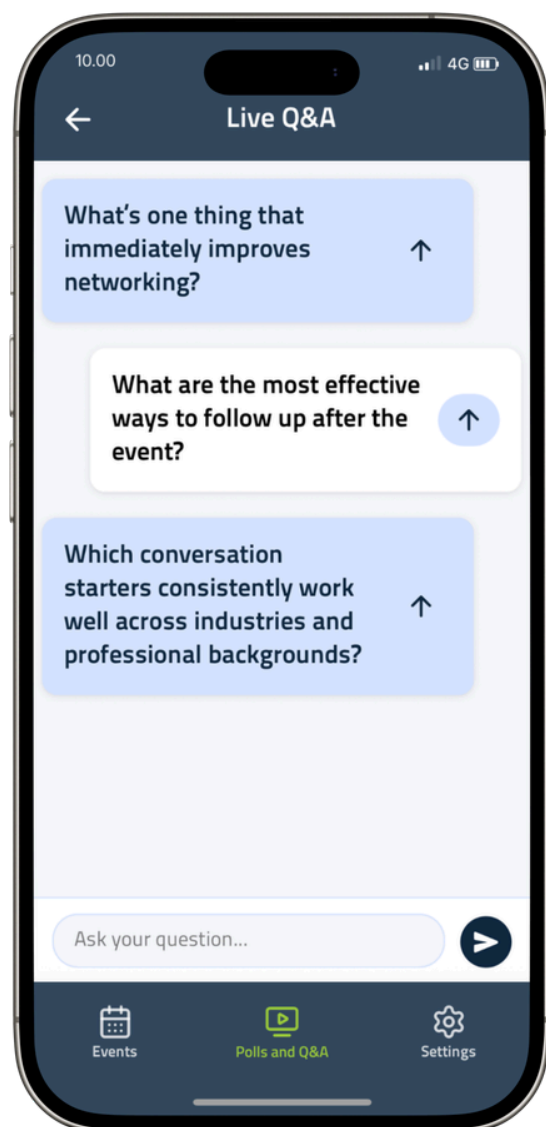 10.00
4G
Live Q&A
What's one thing that
immediately improves
networking?
What are the most effective
ways to follow up after the
event?
Which conversation
starters consistently work
well across industries and
professional backgrounds?
Ask your question...
Events
Polls and Q&A
Settings